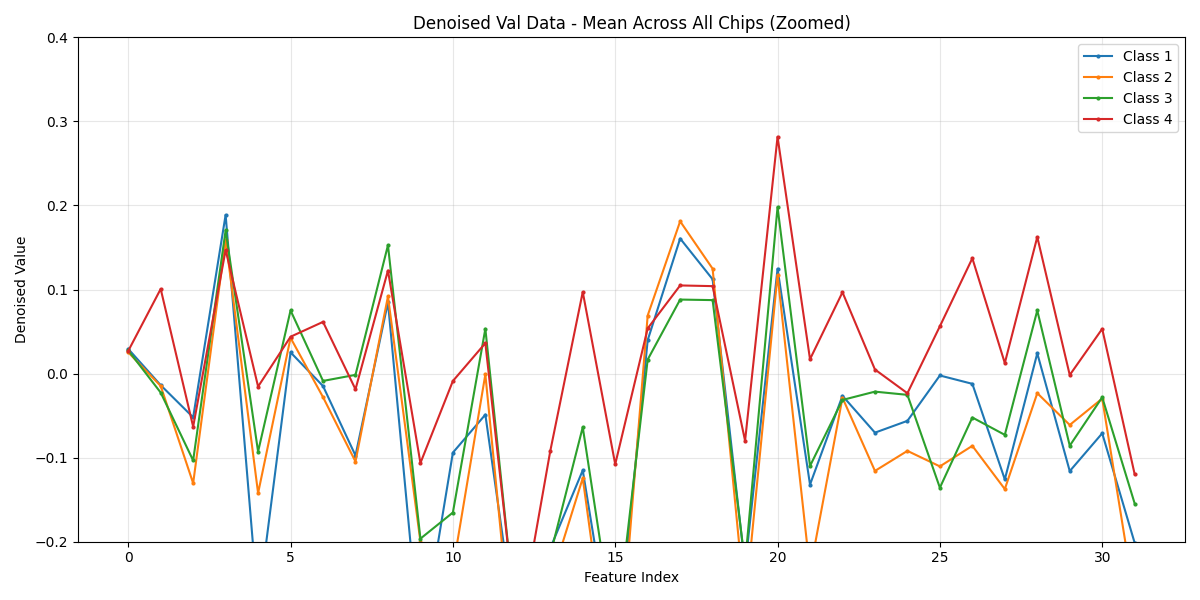 Denoised Val Data - Mean Across All Chips (Zoomed)
Denoised Value
0.4
0.3
0.2
0.1
0.0
−0.1
−0.2
Class 1
Class 2
Class 3
Class 4
0 5 10 15 20 25 30
Feature Index